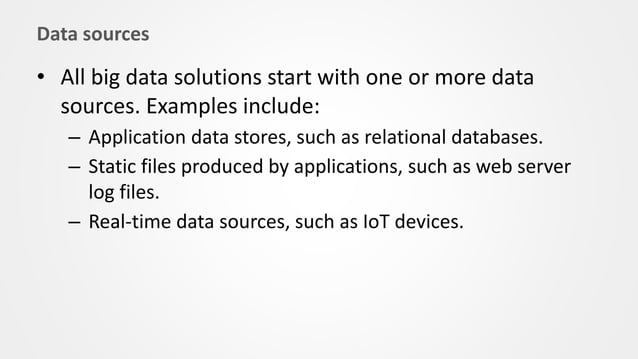 Data sources
• All big data solutions start with one or more data
sources. Examples include:
– Application data stores, such as relational databases.
– Static files produced by applications, such as web server
log files.
– Real-time data sources, such as IoT devices.